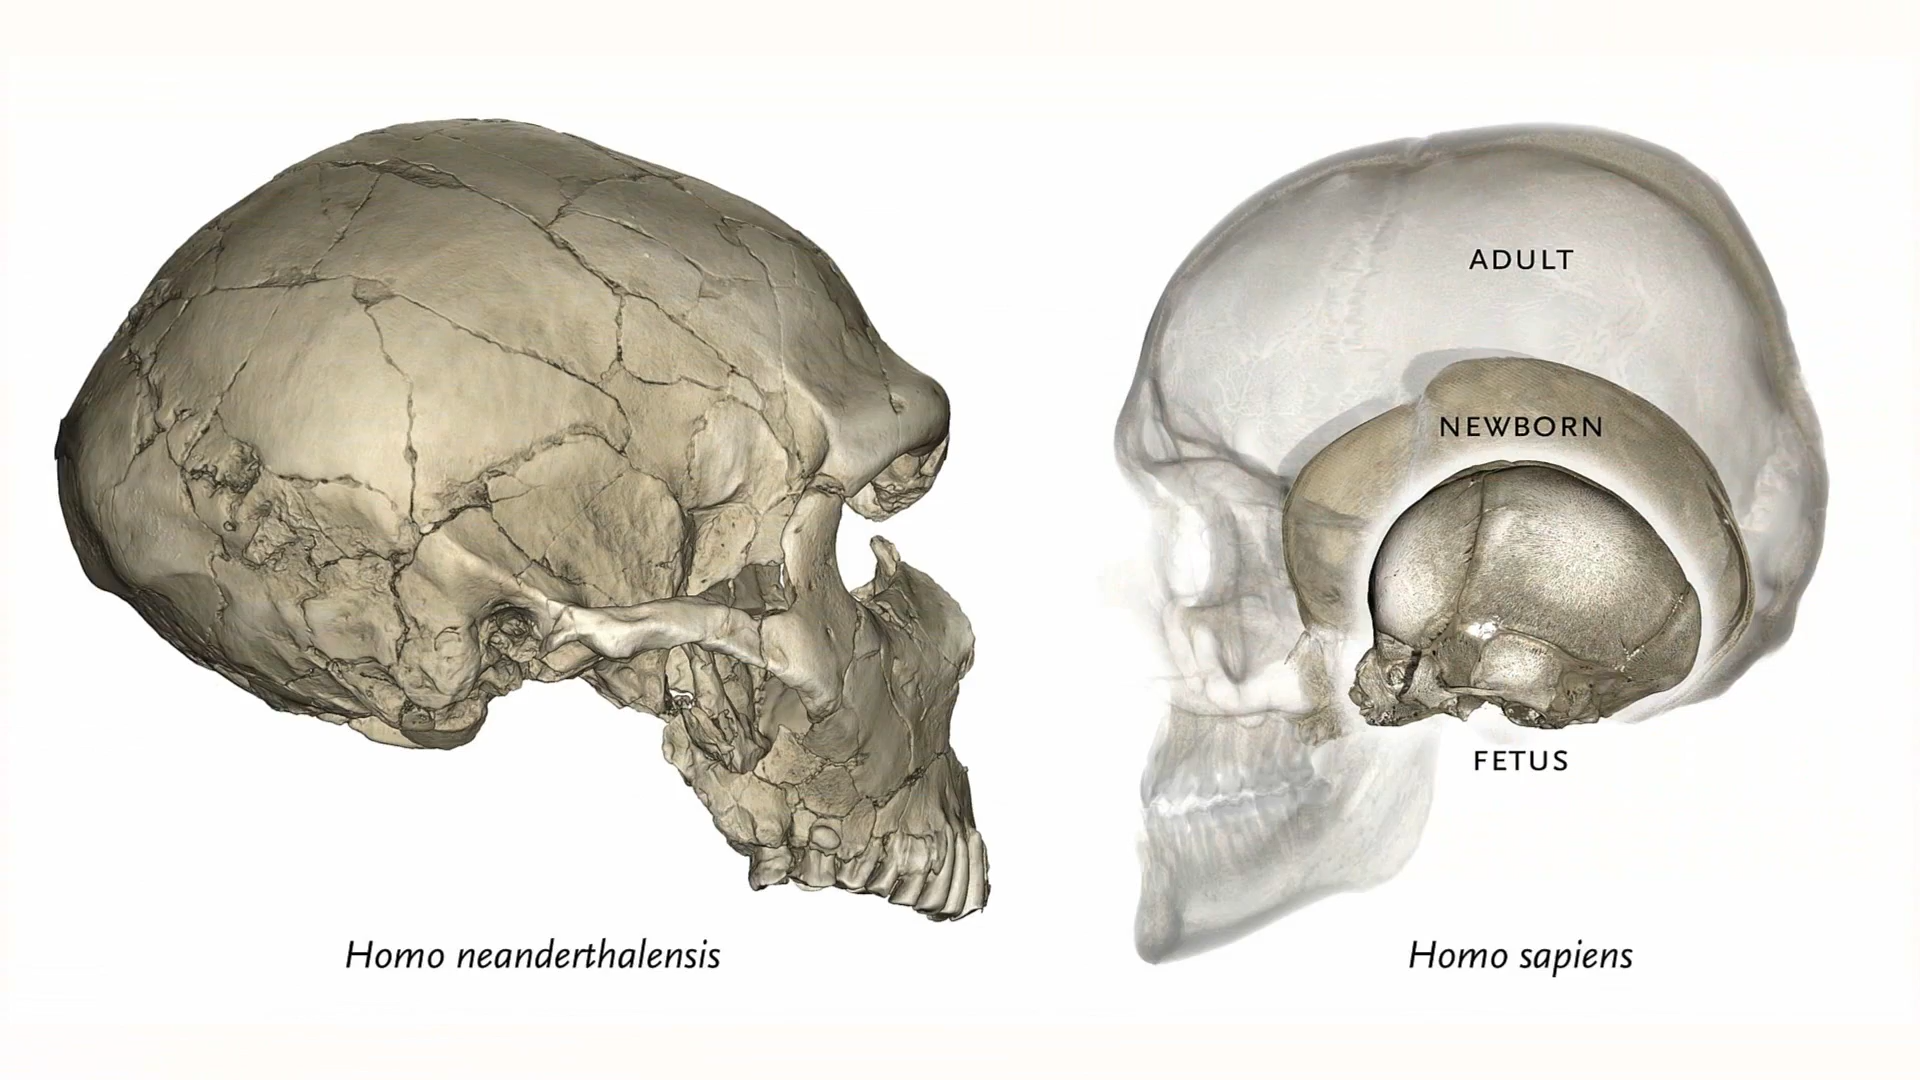 ADULT
NEWBORN
FETUS
Homo neanderthalensis
Homo sapiens